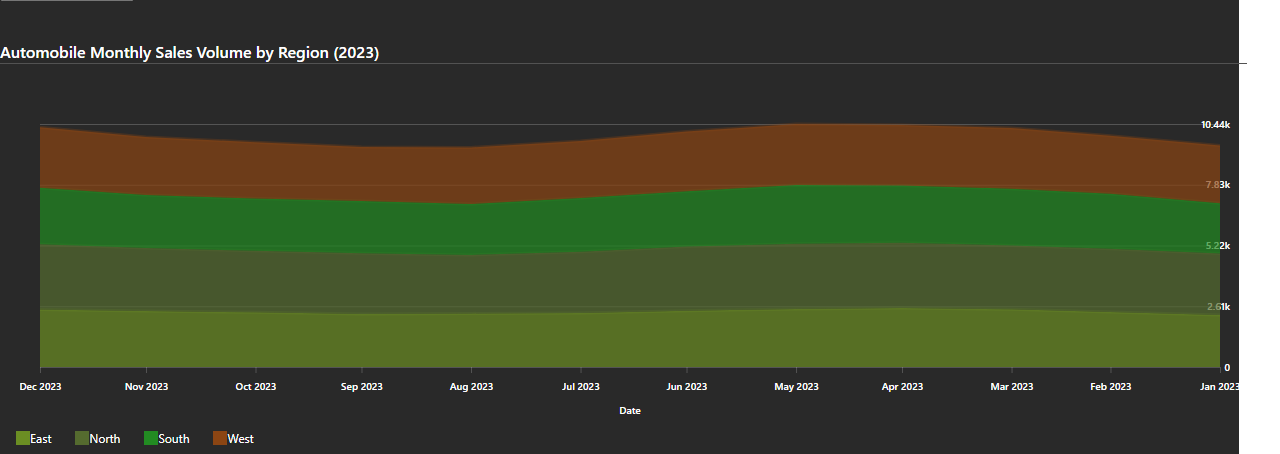 Automobile Monthly Sales Volume by Region (2023)
10.44k
7.83k
5.22k
2.61k
0
Dec 2023 Nov 2023 Oct 2023 Sep 2023 Aug 2023 Jul 2023 Jun 2023 May 2023 Apr 2023 Mar 2023 Feb 2023 Jan 2023
Date
East North South West